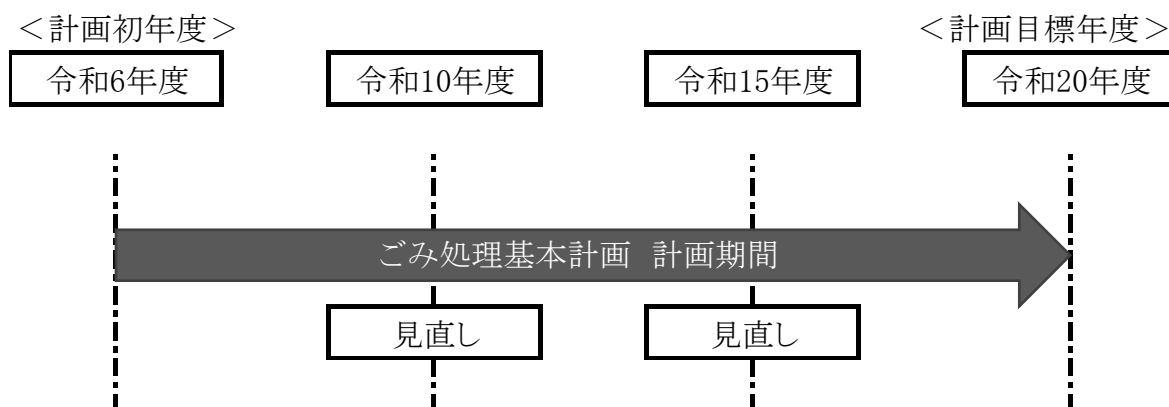 ＜計画初年度＞
＜計画目標年度＞
令和6年度
令和10年度
令和15年度
令和20年度
ごみ処理基本計画 計画期間
見直し
見直し